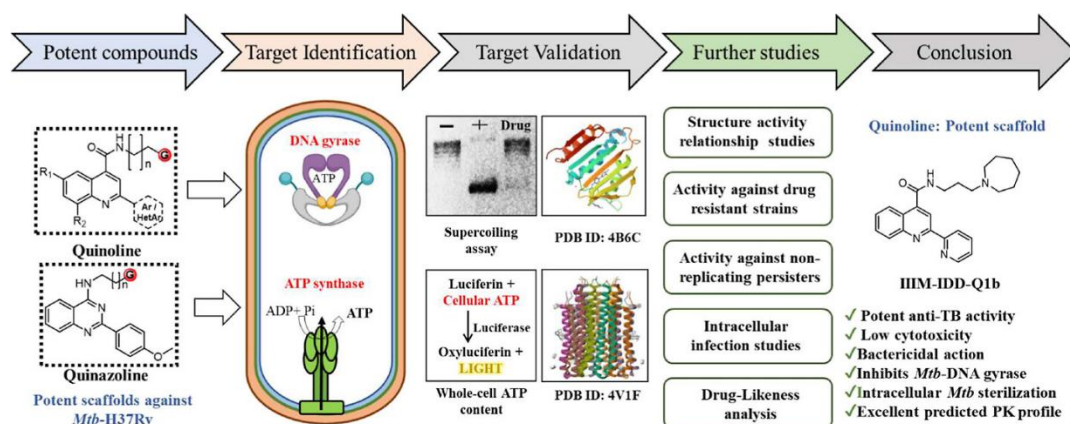 Potent compounds
Target Identification
Target Validation
Further studies
Conclusion
O
N
H
n
G
R1
R2
N
Ar /
HetAr
Quinoline
HN
n
G
N
N
O
Quinazoline
Potent scaffolds against
Mtb-H37Rv
DNA gyrase
ATP
ATP synthase
ADP+ Pi
ATP
– + Drug
Supercoiling
assay
PDB ID: 4B6C
Luciferin +
Cellular ATP
Luciferase
Oxyluciferin +
LIGHT
Whole-cell ATP
content
PDB ID: 4V1F
Structure activity
relationship studies
Activity against drug
resistant strains
Activity against non-
replicating persisters
Intracellular
infection studies
Drug-Likeness
analysis
Quinoline: Potent scaffold
O
H
N
N
N
N
IIIM-IDD-Q1b
✓ Potent anti-TB activity
✓ Low cytotoxicity
✓ Bactericidal action
✓ Inhibits Mtb-DNA gyrase
✓ Intracellular Mtb sterilization
✓ Excellent predicted PK profile